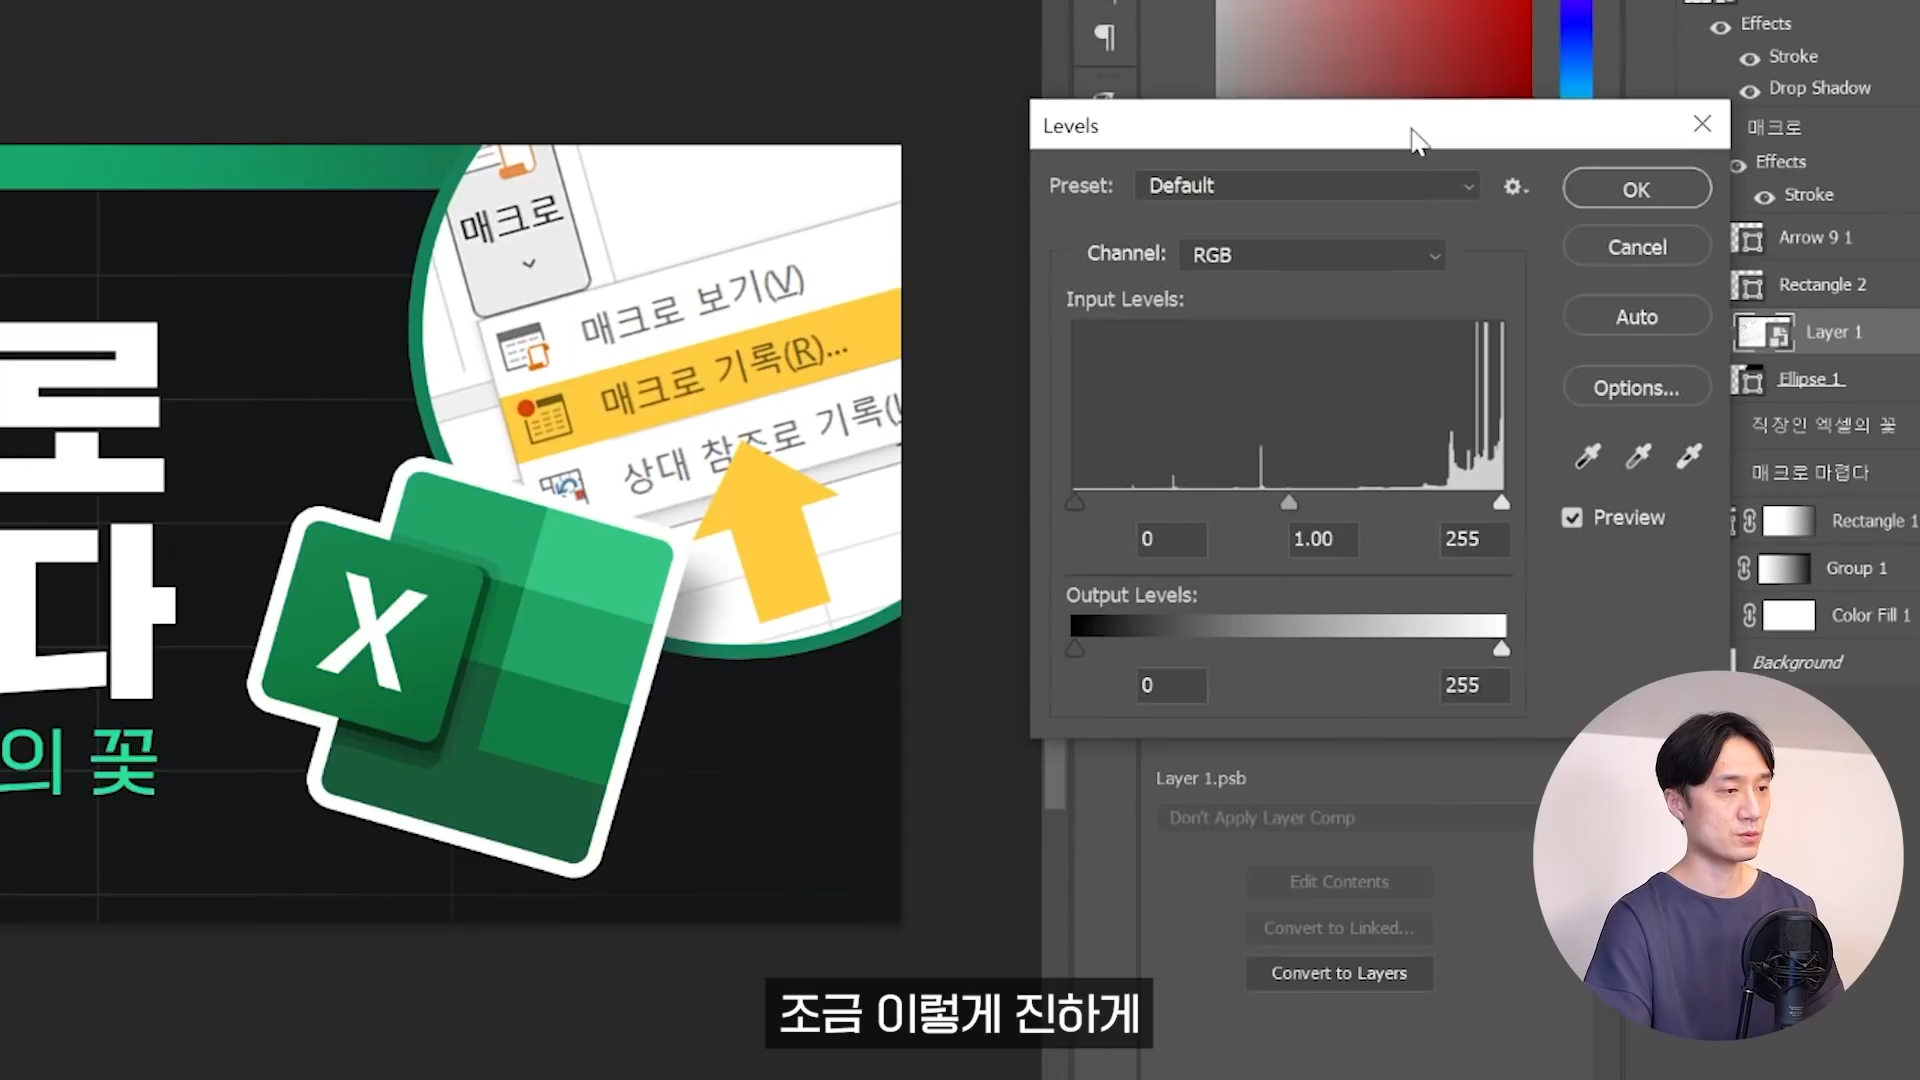 로
다
의 꽃
매크로
매크로 보기(V)
매크로 기록(R)...
상대 참조로 기록(
X
Levels
Preset:
Default
OK
Cancel
Channel:
RGB
Input Levels:
Auto
Options...
Preview
0
1.00
255
Output Levels:
0
255
Effects
Stroke
Drop Shadow
매크로
Effects
Stroke
Arrow 9 1
Rectangle 2
Layer 1
Ellipse 1
직장인 엑셀의 꽃
매크로 마렵다
Rectangle 1
Group 1
Color Fill 1
Background
Layer 1.psb
Don't Apply Layer Comp
Edit Contents
Convert to Linked...
Convert to Layers
조금 이렇게 진하게